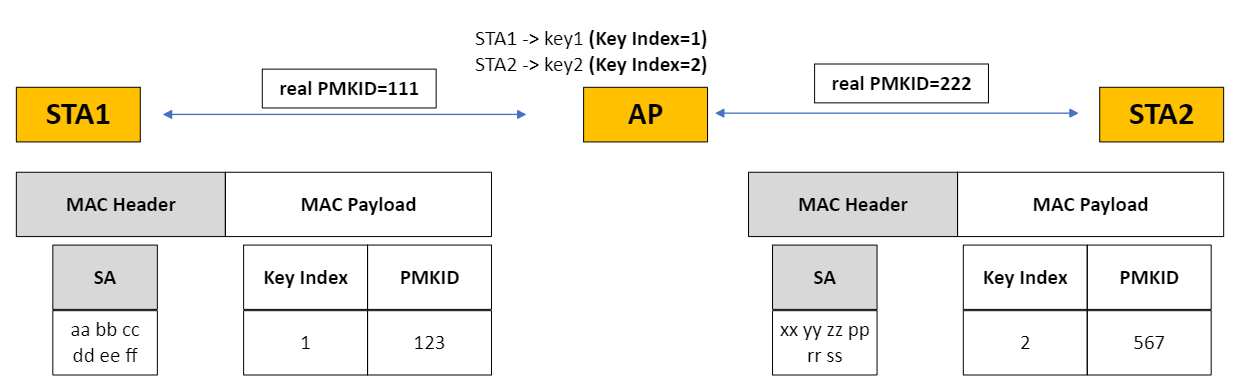 STA1 -> key1 (Key Index=1)
STA2 -> key2 (Key Index=2)
real PMKID=111
real PMKID=222
STA1
AP
STA2
MAC Header
MAC Payload
MAC Header
MAC Payload
SA
Key Index
PMKID
SA
Key Index
PMKID
aa bb cc
dd ee ff
1
123
xx yy zz pp
rr ss
2
567